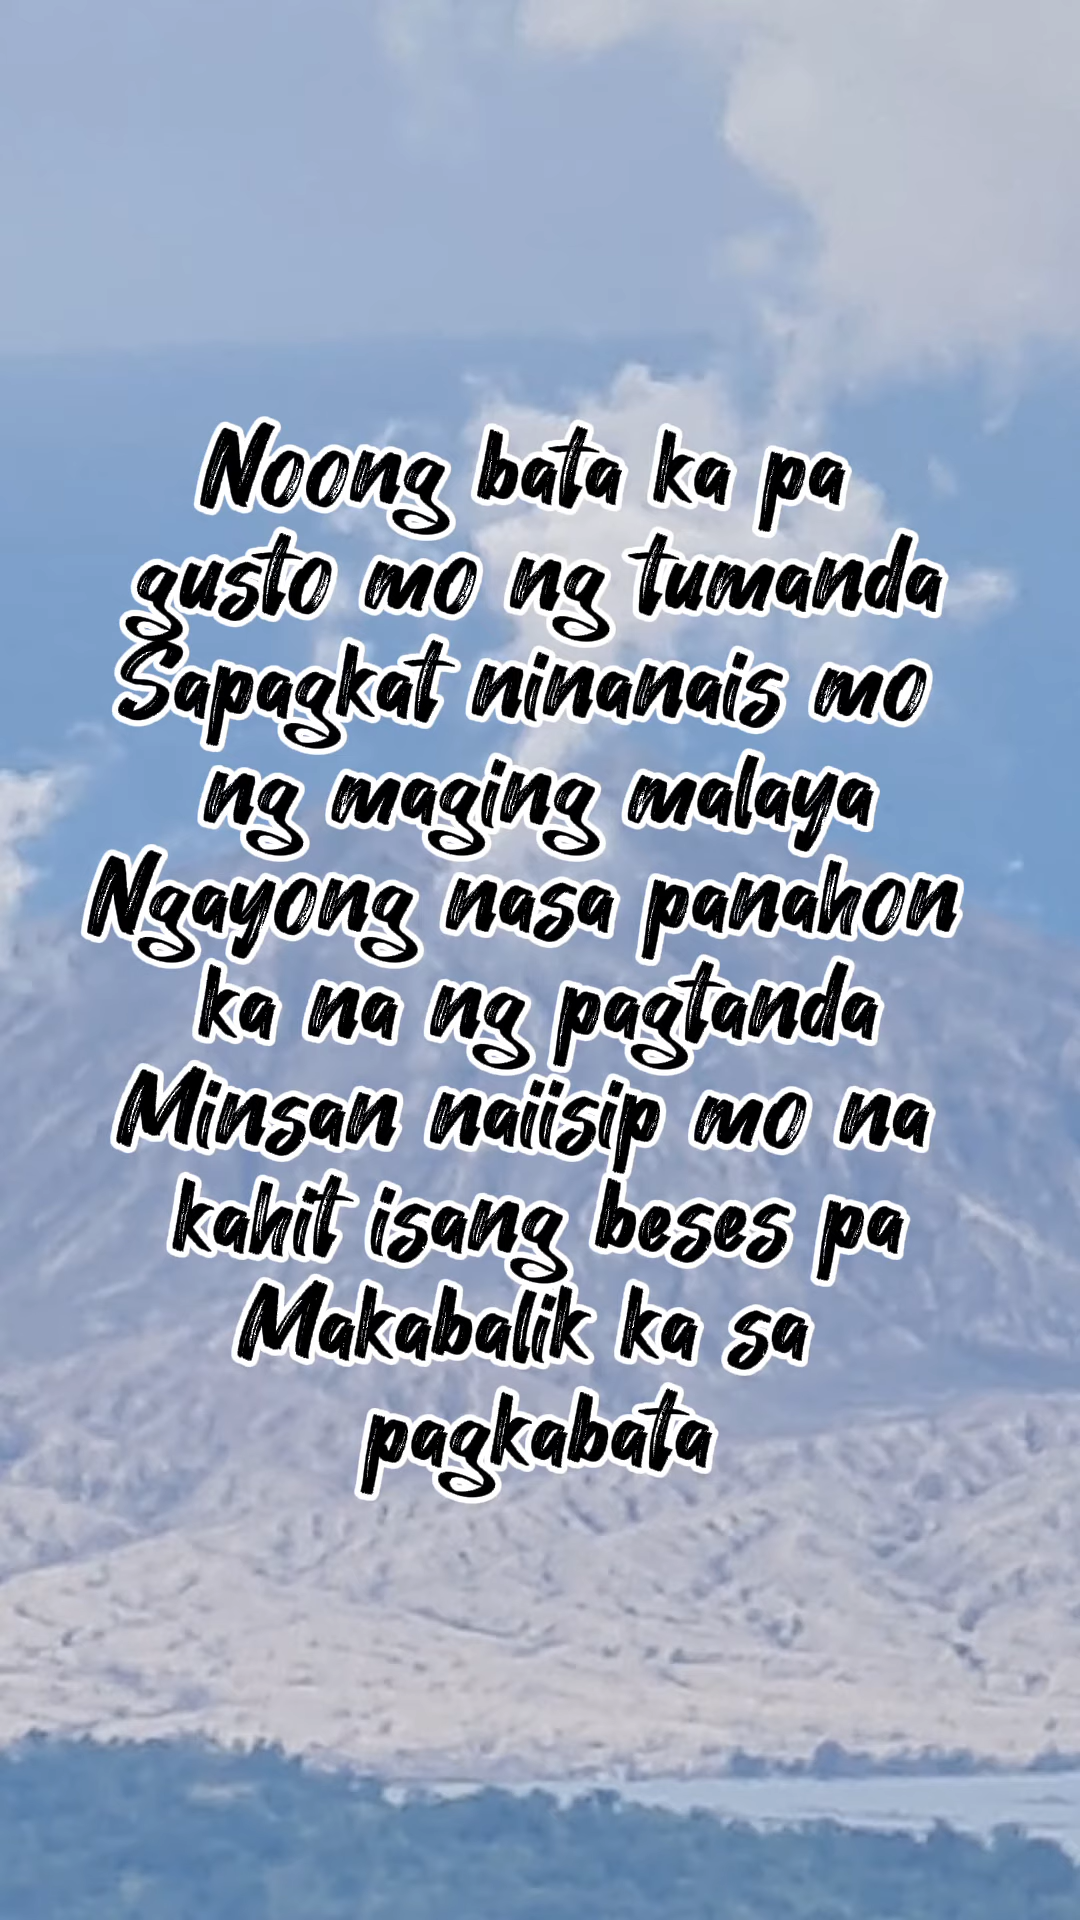 Noong bata ka pa
gusto mo ng tumanda
Sapagkat ninanais mo
ng maging malaya
Ngayong nasa panahon
ka na ng pagtanda
Minsan naiisip mo na
kahit isang beses pa
Makabalik ka sa
pagkabata